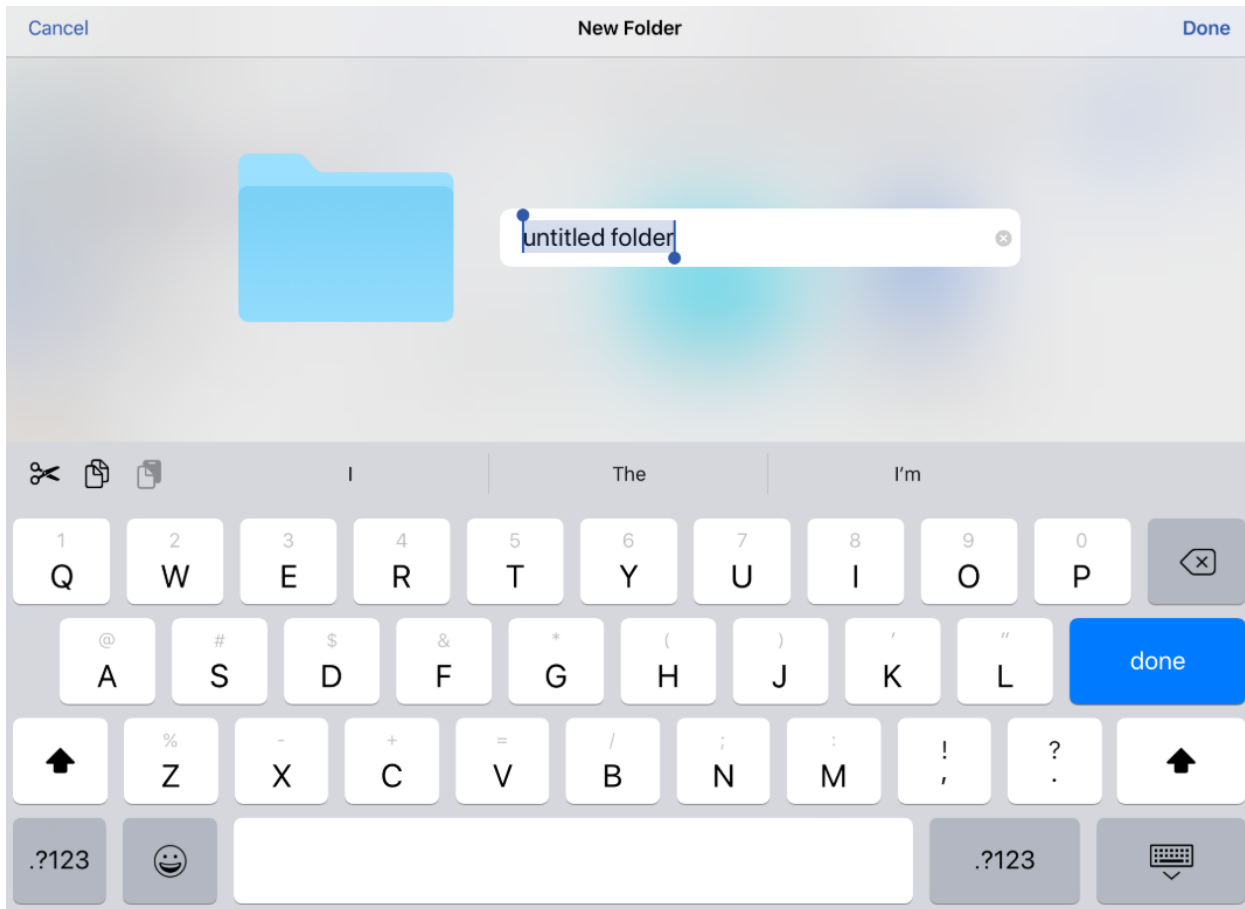 Cancel New Folder Done
untitled folder
I The I'm
1 2 3 4 5 6 7 8 9 0
Q W E R T Y U I O P
@ # $ & * ( ) ' "
A S D F G H J K L done
% - + = / ; : ! ?
Z X C V B N M , .
.?123 .?123